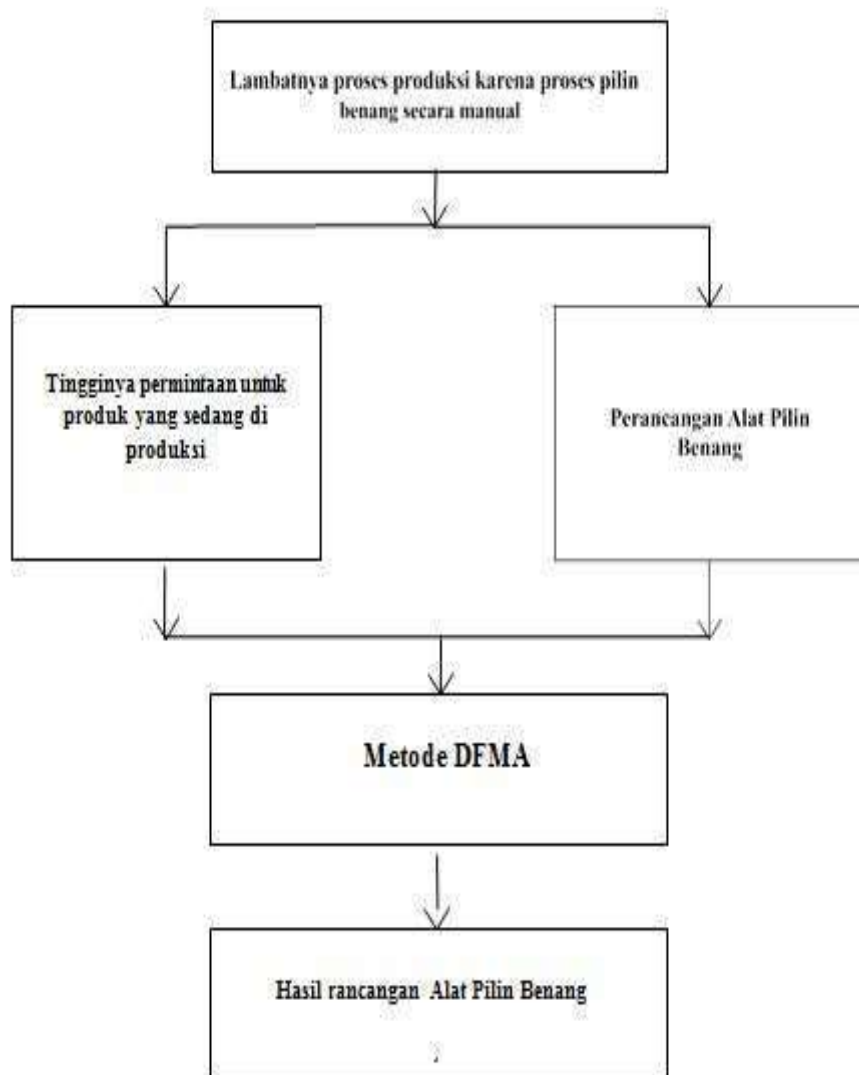 Lambatnya proses produksi karena proses pilin
benang secara manual
Tingginya permintaan untuk
produk yang sedang di
produksi
Perancangan Alat Pilin
Benang
Metode DFMA
Hasil rancangan Alat Pilin Benang
.